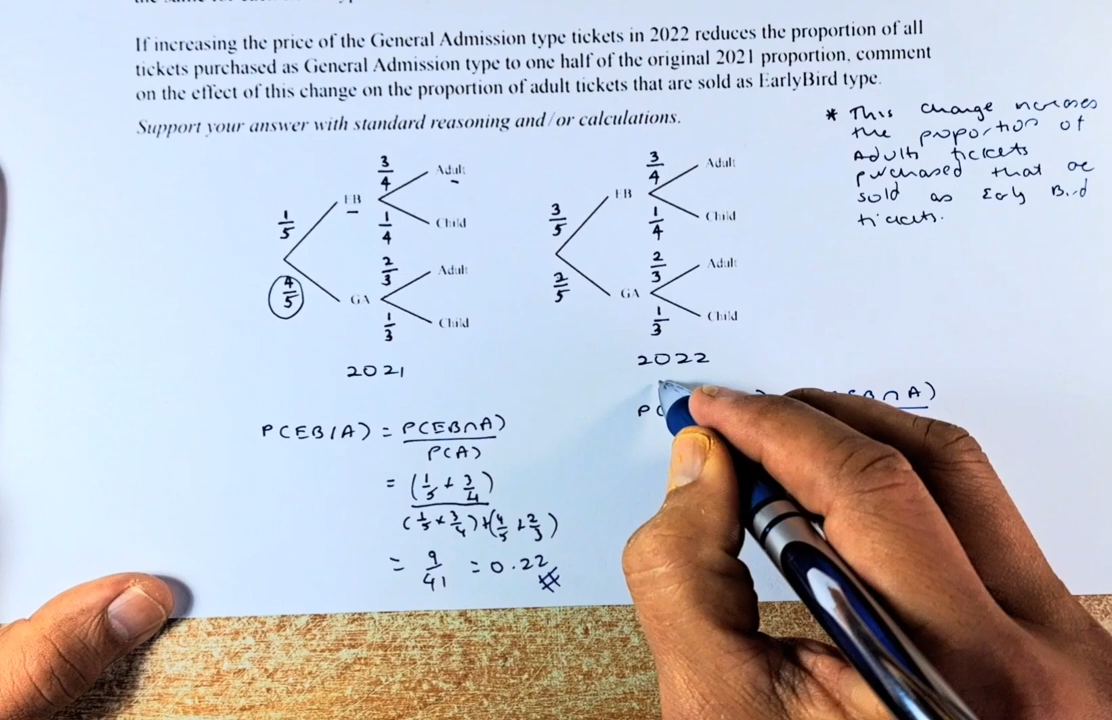 If increasing the price of the General Admission type tickets in 2022 reduces the proportion of all
tickets purchased as General Admission type to one half of the original 2021 proportion, comment
on the effect of this change on the proportion of adult tickets that are sold as EarlyBird type.
Support your answer with standard reasoning and/or calculations.
* This change increases
the proportion of
Adult tickets
purchased that are
sold as Early Bird
tickets.
1/5
4/5
EB
GA
3/4
1/4
2/3
1/3
Adult
Child
Adult
Child
2021
3/5
2/5
EB
GA
3/4
1/4
2/3
1/3
Adult
Child
Adult
Child
2022
P(EB/A) = P(EB∩A)
P(A)
= (1/5 × 3/4)
(1/5 × 3/4) + (4/5 × 2/3)
= 9/41 = 0.22
P(
∩ A)